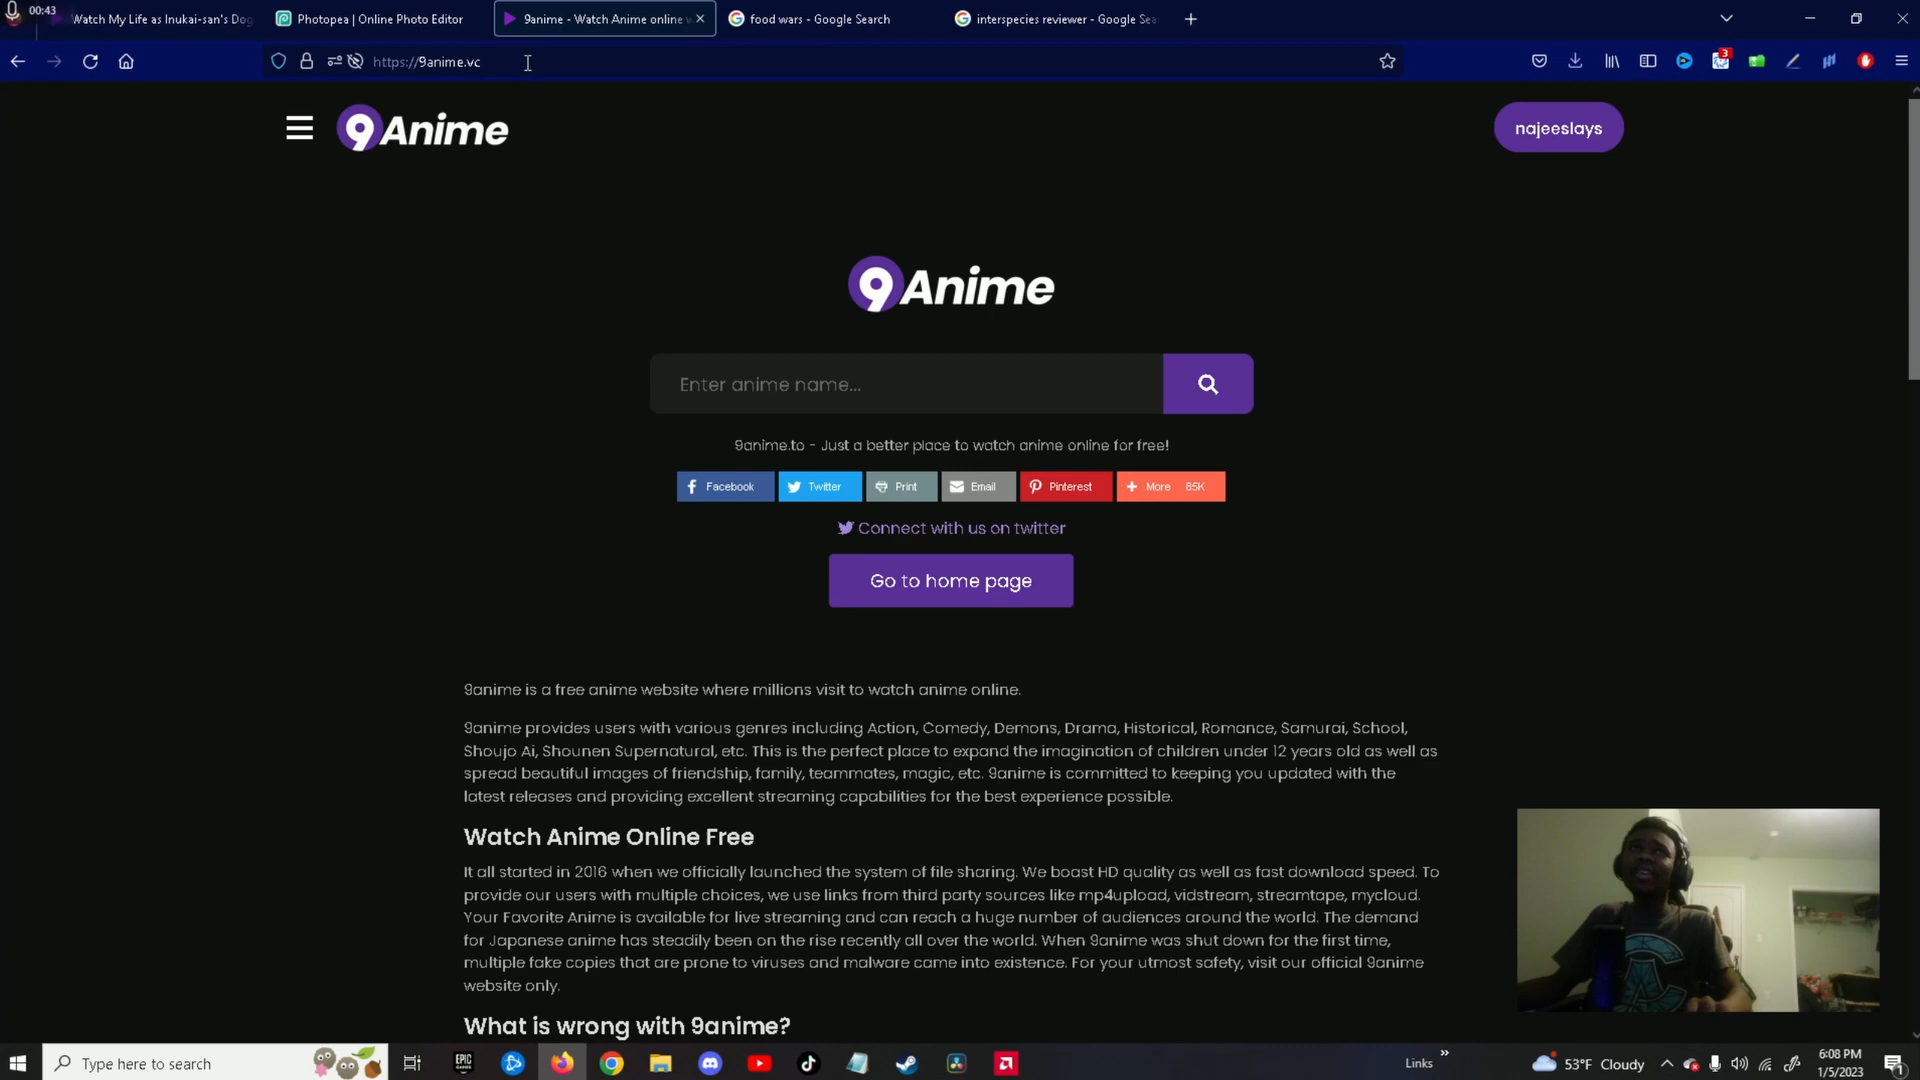 00:43
Watch My Life as Inukai-san's Dog
Photopea | Online Photo Editor
9anime - Watch Anime online w
food wars - Google Search
interspecies reviewer - Google Sea
https://9anime.vc
3
9Anime
najeeslays
9Anime
Enter anime name...
9anime.to - Just a better place to watch anime online for free!
Facebook
Twitter
Print
Email
Pinterest
More 85K
Connect with us on twitter
Go to home page
9anime is a free anime website where millions visit to watch anime online.
9anime provides users with various genres including Action, Comedy, Demons, Drama, Historical, Romance, Samurai, School,
Shoujo Ai, Shounen Supernatural, etc. This is the perfect place to expand the imagination of children under 12 years old as well as
spread beautiful images of friendship, family, teammates, magic, etc. 9anime is committed to keeping you updated with the
latest releases and providing excellent streaming capabilities for the best experience possible.
Watch Anime Online Free
It all started in 2016 when we officially launched the system of file sharing. We boast HD quality as well as fast download speed. To
provide our users with multiple choices, we use links from third party sources like mp4upload, vidstream, streamtape, mycloud.
Your Favorite Anime is available for live streaming and can reach a huge number of audiences around the world. The demand
for Japanese anime has steadily been on the rise recently all over the world. When 9anime was shut down for the first time,
multiple fake copies that are prone to viruses and malware came into existence. For your utmost safety, visit our official 9anime
website only.
What is wrong with 9anime?
Type here to search
EPIC
GAMES
Links
53°F Cloudy
6:08 PM
1/5/2023
1